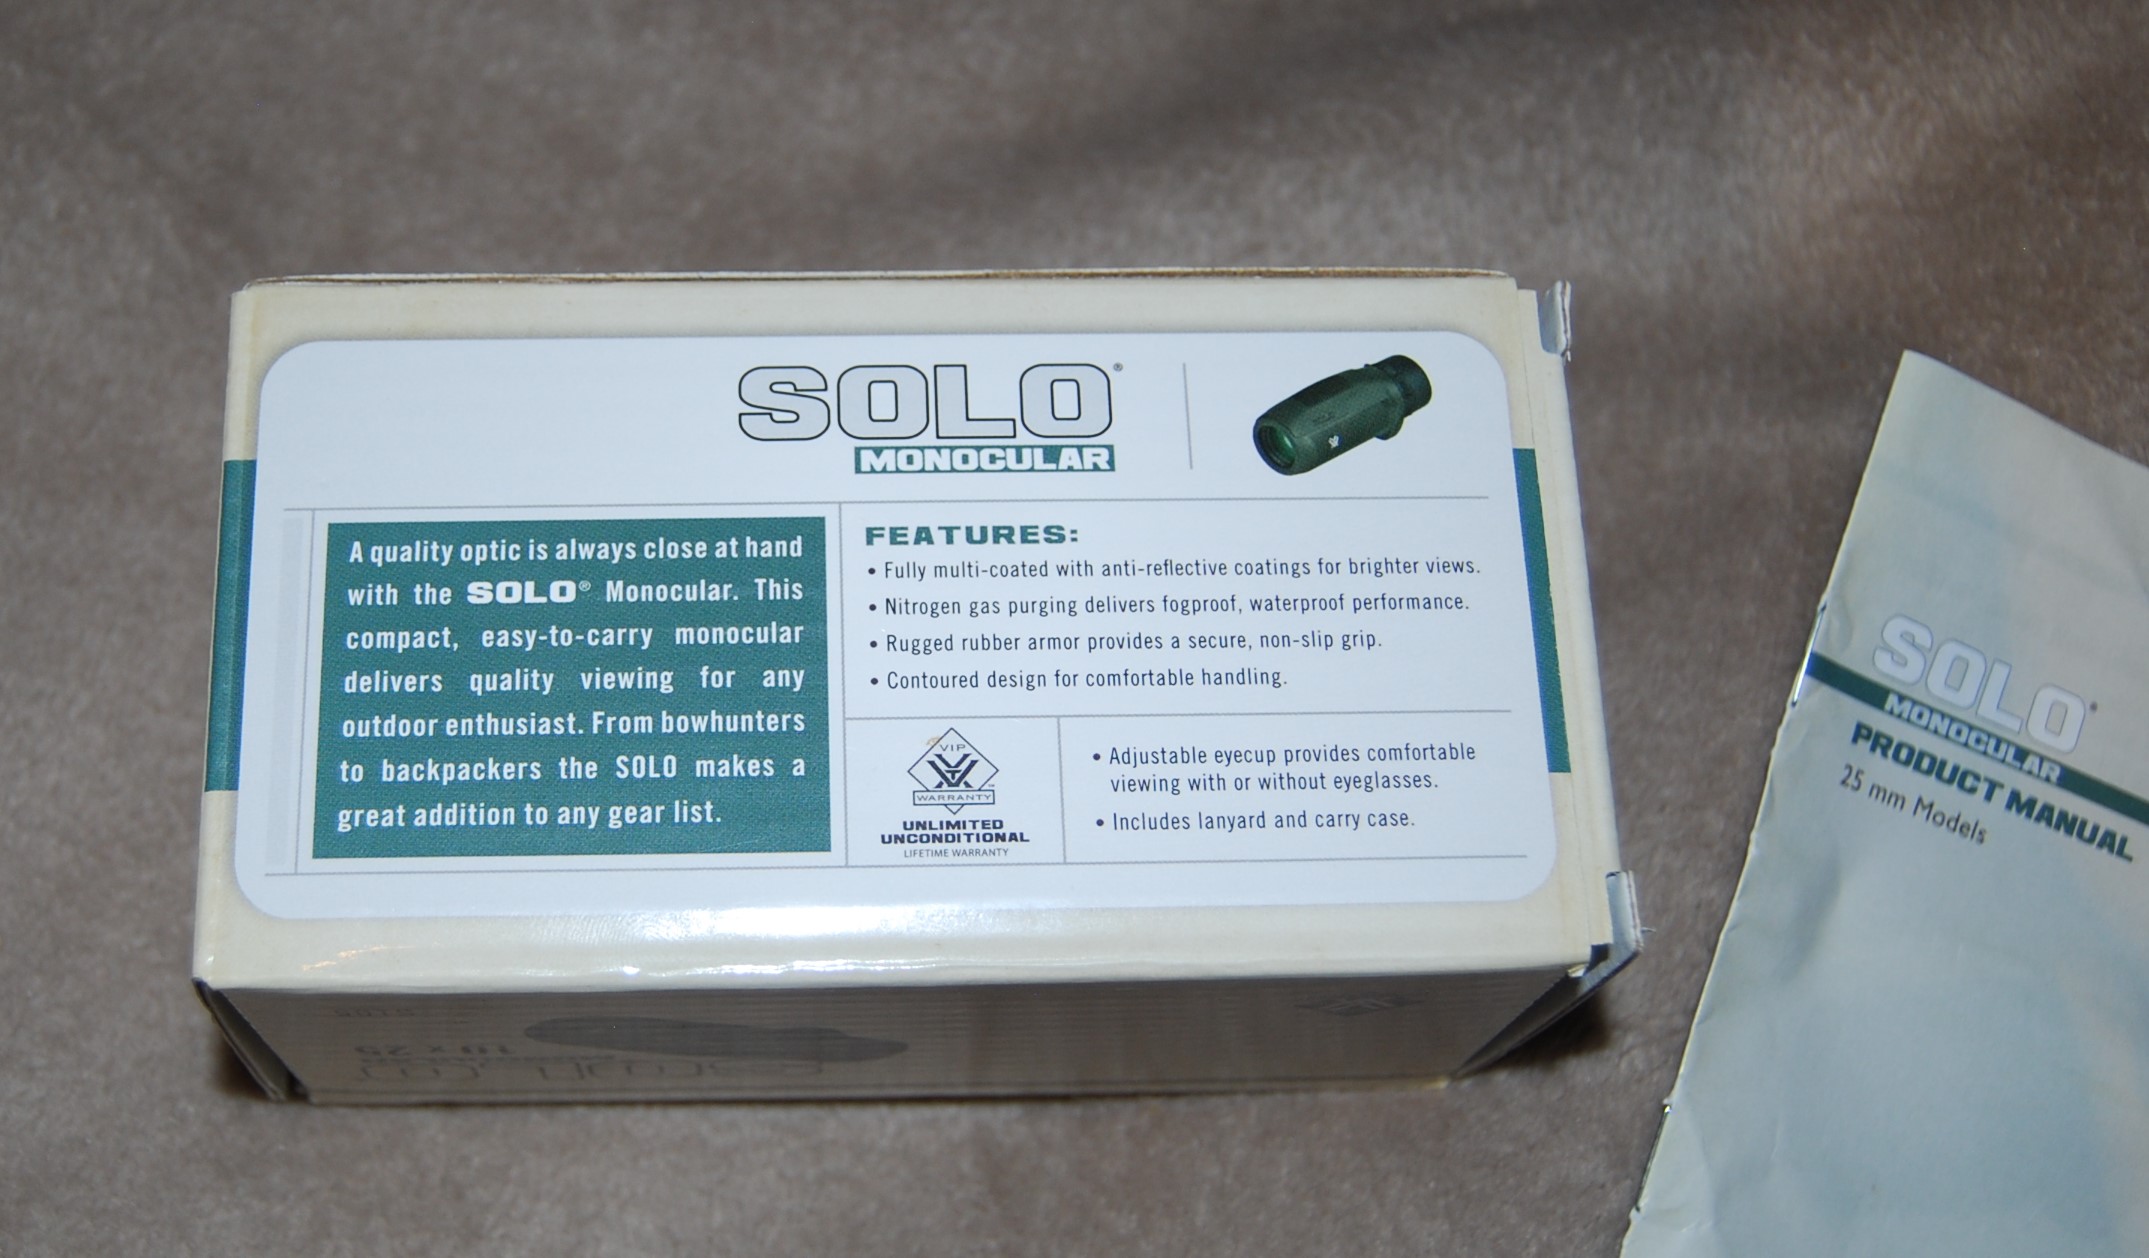 SOLO®
MONOCULAR
A quality optic is always close at hand
with the SOLO® Monocular. This
compact, easy-to-carry monocular
delivers quality viewing for any
outdoor enthusiast. From bowhunters
to backpackers the SOLO makes a
great addition to any gear list.
FEATURES:
• Fully multi-coated with anti-reflective coatings for brighter views.
• Nitrogen gas purging delivers fogproof, waterproof performance.
• Rugged rubber armor provides a secure, non-slip grip.
• Contoured design for comfortable handling.
VIP
WARRANTY
UNLIMITED
UNCONDITIONAL
LIFETIME WARRANTY
• Adjustable eyecup provides comfortable
viewing with or without eyeglasses.
• Includes lanyard and carry case.
10 x 25
SOLO®
MONOCULAR
PRODUCT MANUAL
25 mm Models